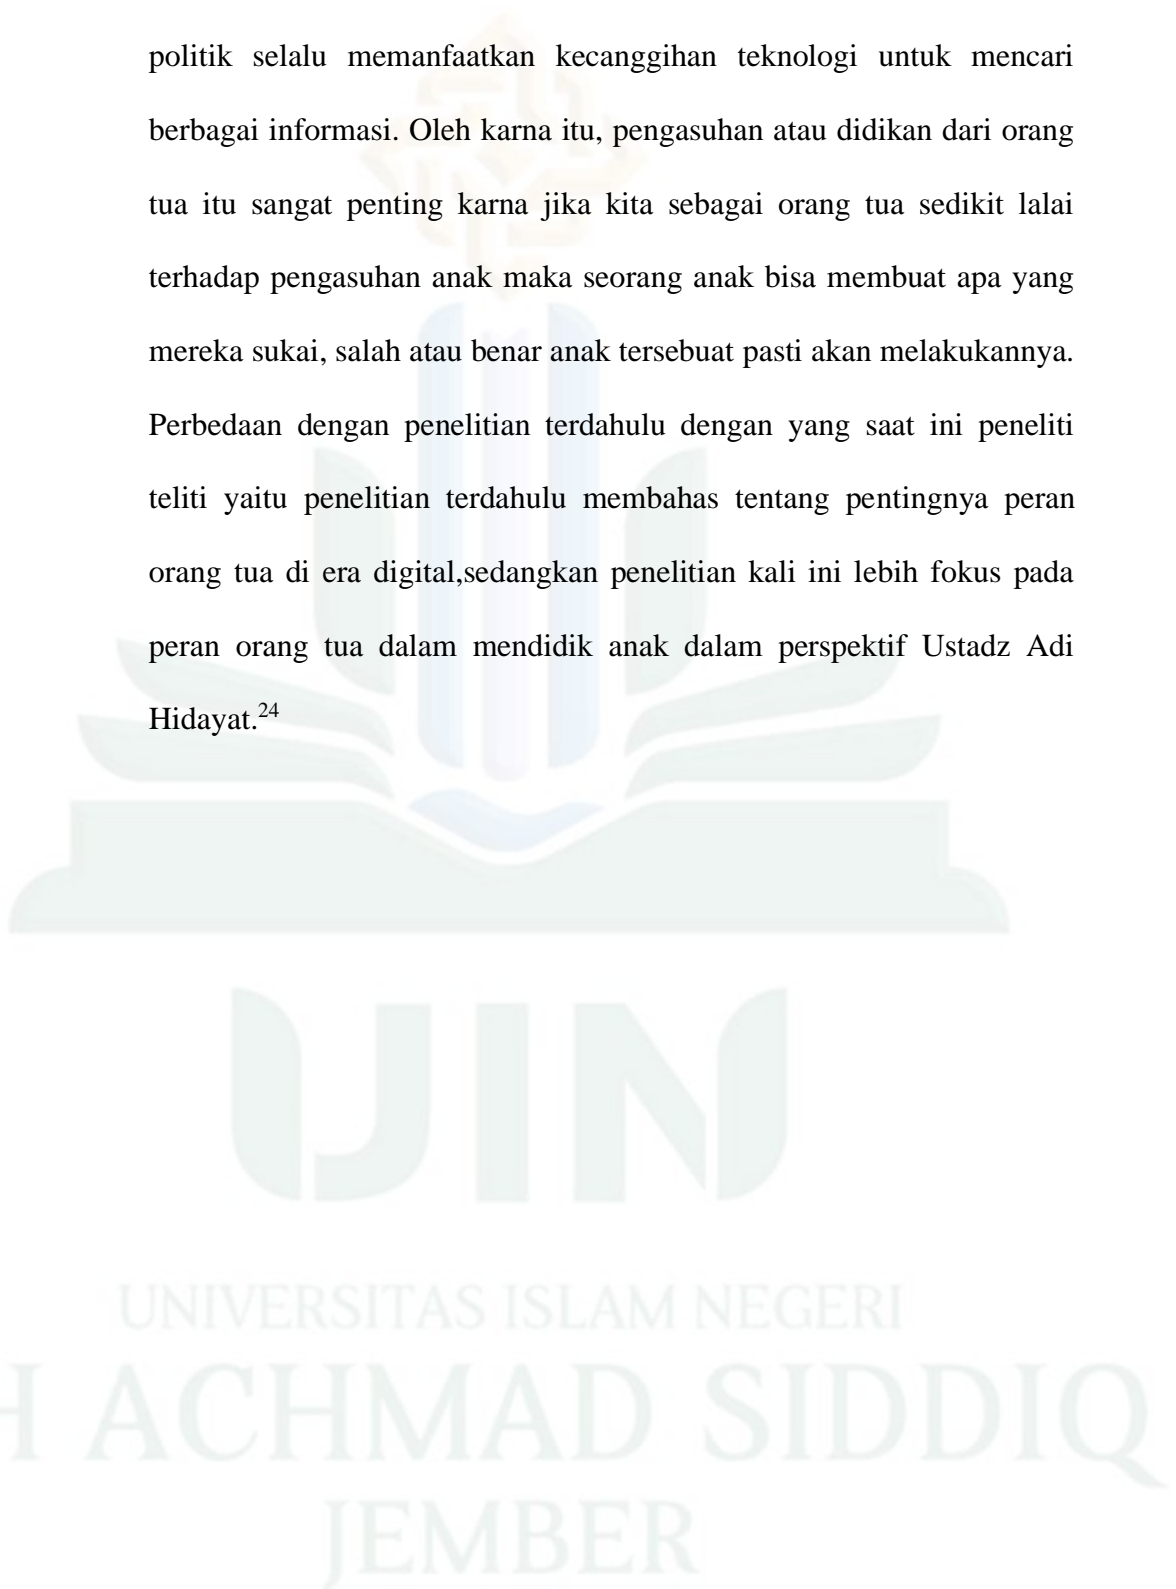 politik selalu memanfaatkan kecanggihan teknologi untuk mencari
berbagai informasi. Oleh karna itu, pengasuhan atau didikan dari orang
tua itu sangat penting karna jika kita sebagai orang tua sedikit lalai
terhadap pengasuhan anak maka seorang anak bisa membuat apa yang
mereka sukai, salah atau benar anak tersebuat pasti akan melakukannya.
Perbedaan dengan penelitian terdahulu dengan yang saat ini peneliti
teliti yaitu penelitian terdahulu membahas tentang pentingnya peran
orang tua di era digital,sedangkan penelitian kali ini lebih fokus pada
peran orang tua dalam mendidik anak dalam perspektif Ustadz Adi
Hidayat.24
UIN
UNIVERSITAS ISLAM NEGERI
H ACHMAD SIDDIQ
JEMBER